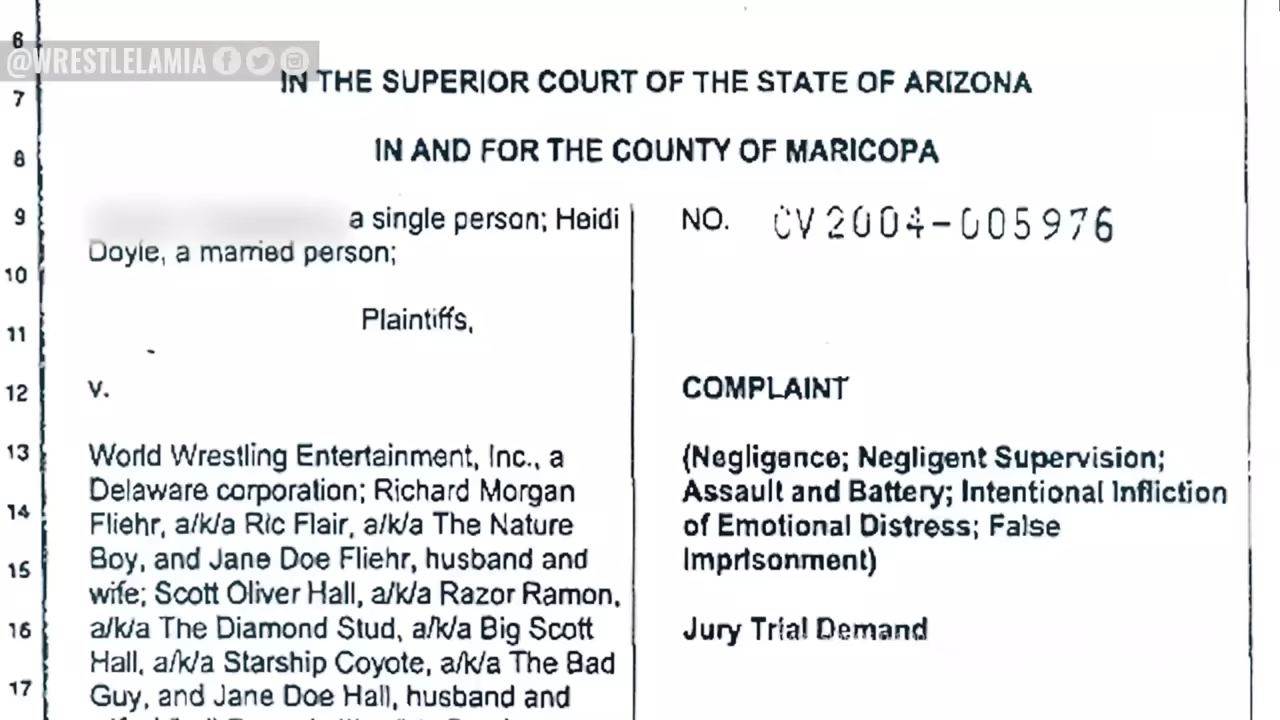 6
@WRESTLELAMIA
IN THE SUPERIOR COURT OF THE STATE OF ARIZONA
7
8
IN AND FOR THE COUNTY OF MARICOPA
9
a single person; Heidi
Doyle, a married person;
10
Plaintiffs,
11
12
v.
13
World Wrestling Entertainment, Inc., a
Delaware corporation; Richard Morgan
14
Fliehr, a/k/a Ric Flair, a/k/a The Nature
Boy, and Jane Doe Fliehr, husband and
15
wife; Scott Oliver Hall, a/k/a Razor Ramon,
16
a/k/a The Diamond Stud, a/k/a Big Scott
Hall, a/k/a Starship Coyote, a/k/a The Bad
17
Guy, and Jane Doe Hall, husband and
NO. CV2004-005976
COMPLAINT
(Negligence; Negligent Supervision;
Assault and Battery; Intentional Infliction
of Emotional Distress; False
Imprisonment)
Jury Trial Demand